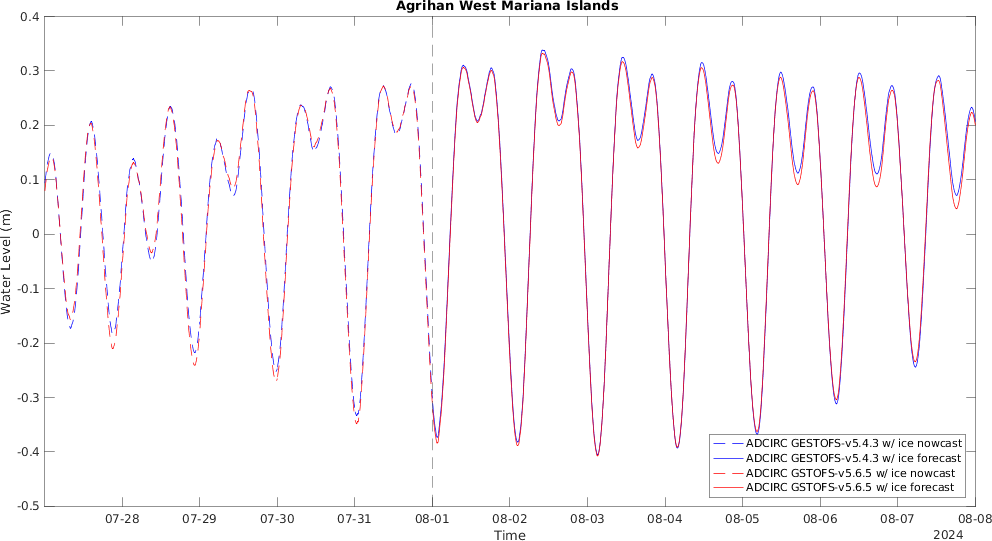 Agrihan West Mariana Islands
0.4
0.3
0.2
0.1
0
-0.1
-0.2
-0.3
-0.4
-0.5
Water Level (m)
07-28 07-29 07-30 07-31 08-01 08-02 08-03 08-04 08-05 08-06 08-07 08-08
Time
2024
ADCIRC GESTOFS-v5.4.3 w/ ice nowcast
ADCIRC GESTOFS-v5.4.3 w/ ice forecast
ADCIRC GSTOFS-v5.6.5 w/ ice nowcast
ADCIRC GSTOFS-v5.6.5 w/ ice forecast